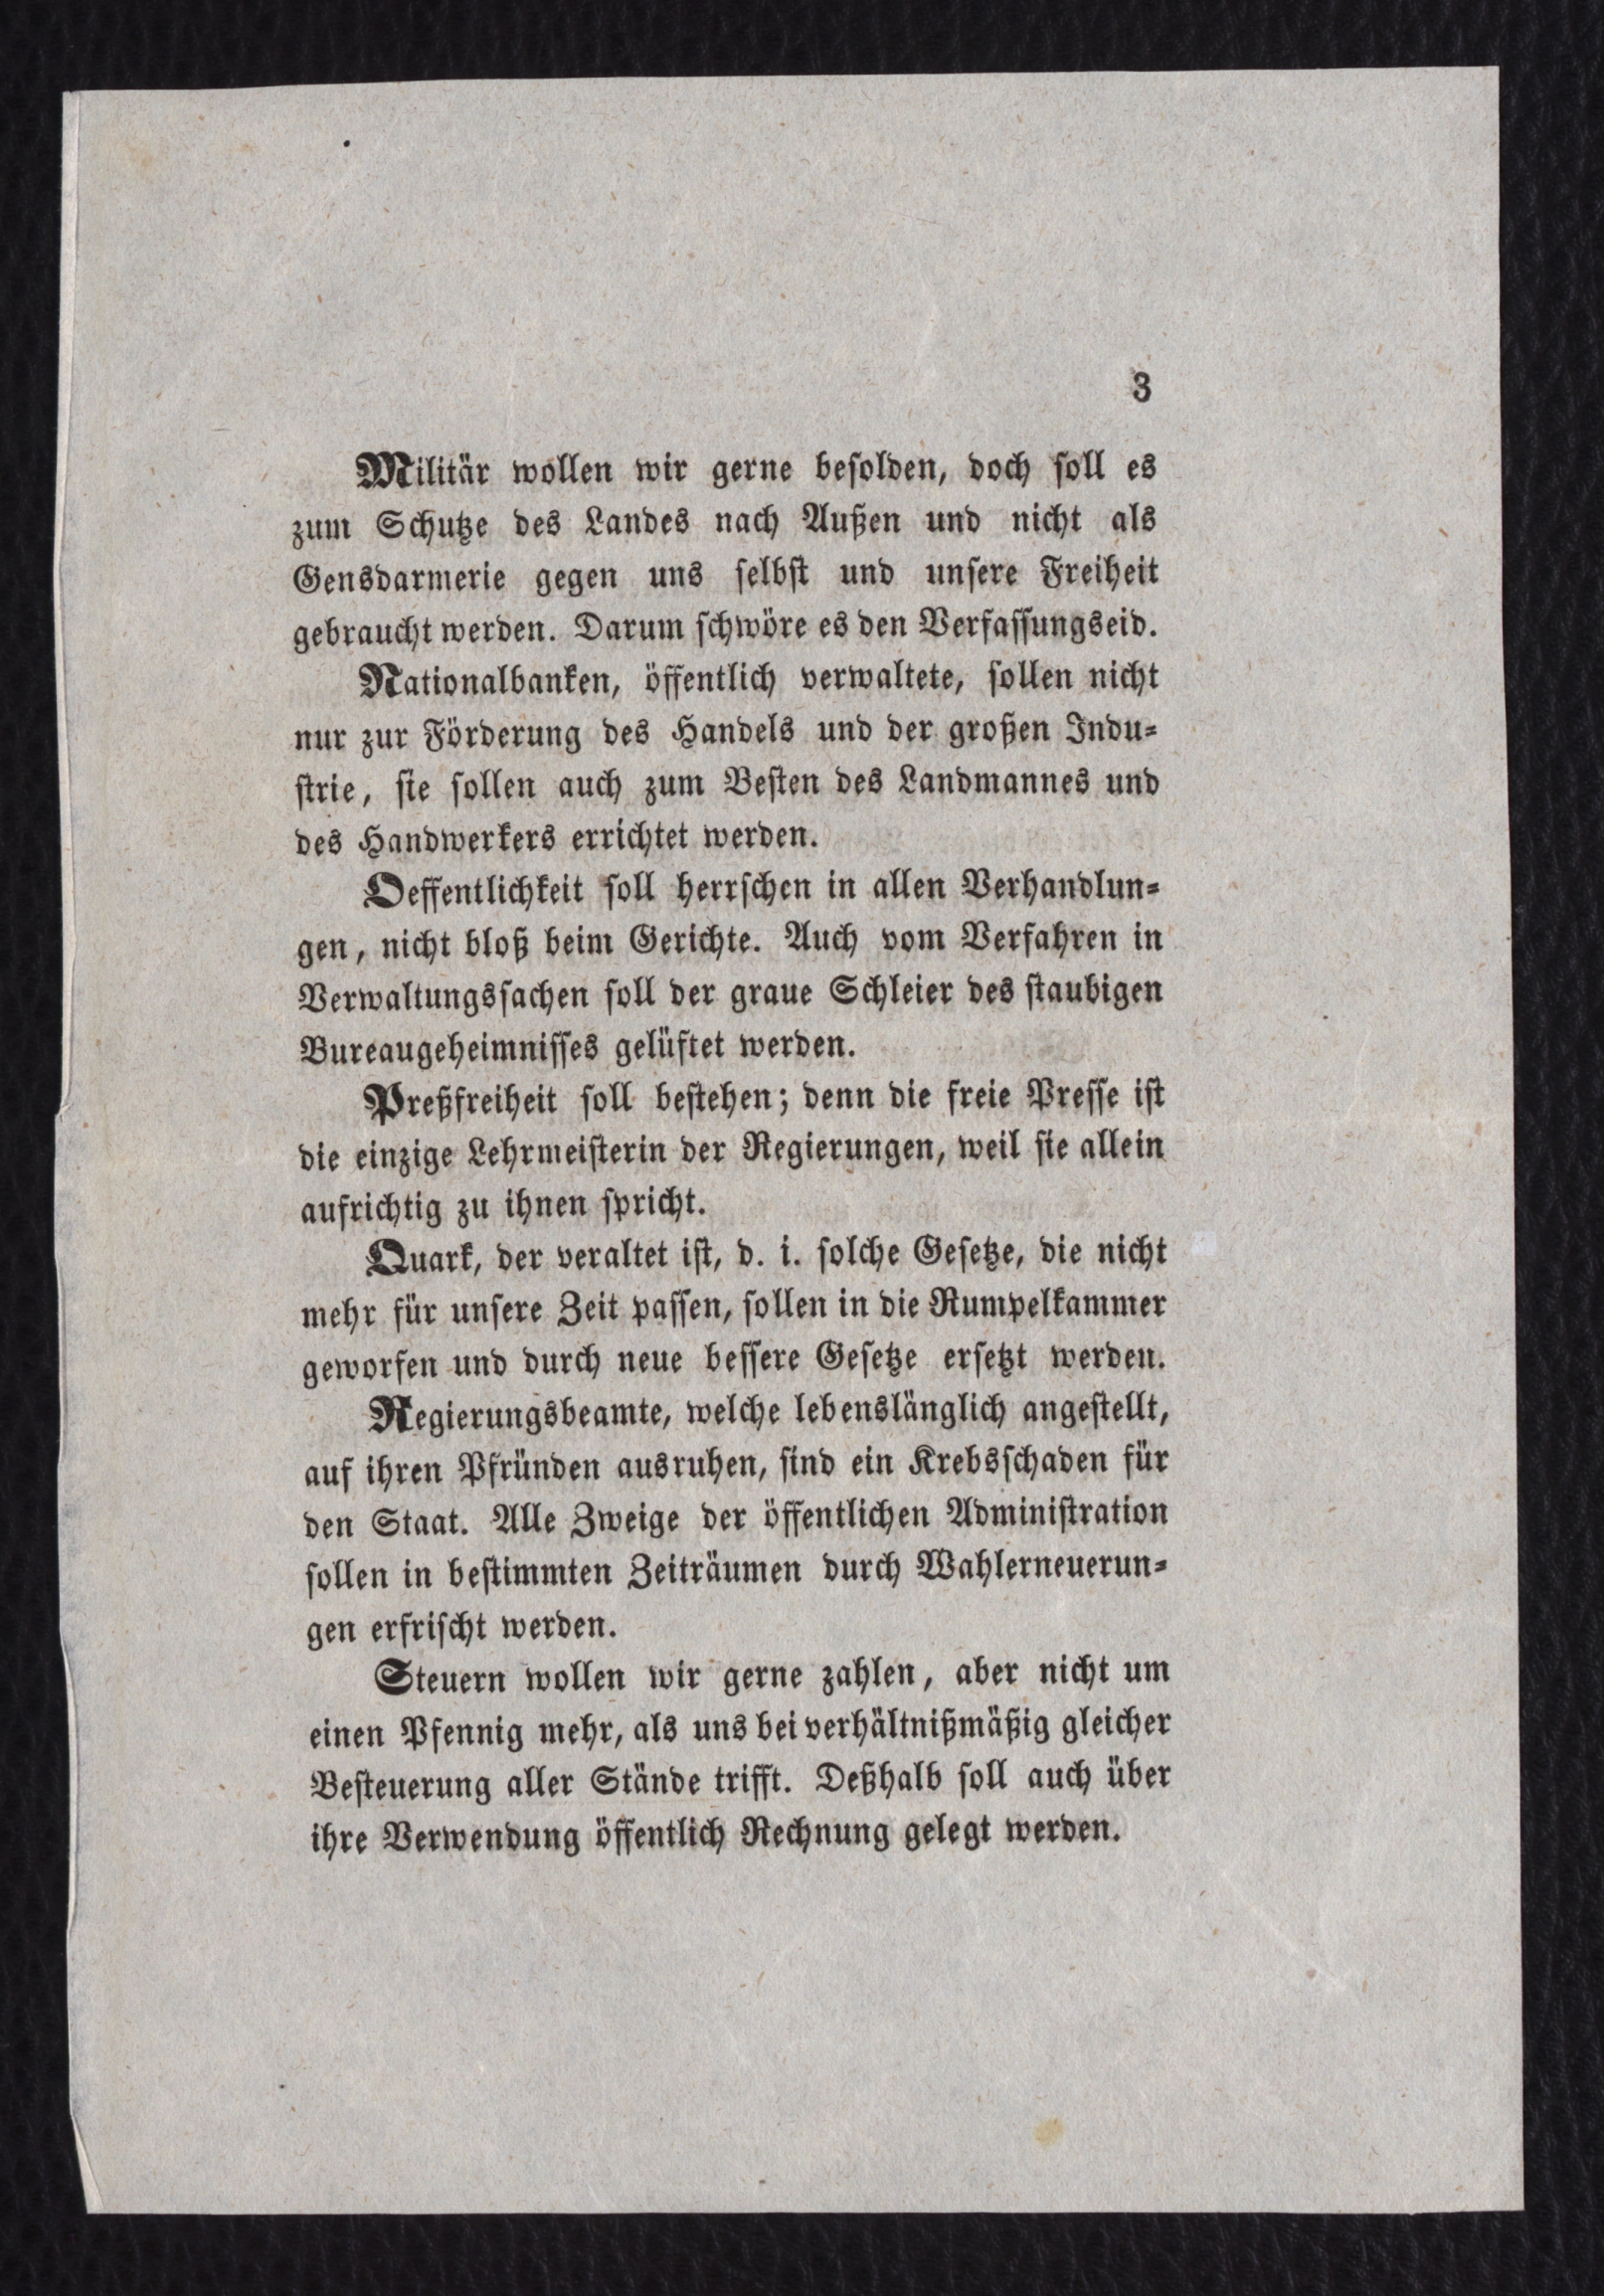 3
Militär wollen wir gerne besolden, doch soll es
zum Schutze des Landes nach Außen und nicht als
Gensdarmerie gegen uns selbst und unsere Freiheit
gebraucht werden. Darum schwöre es den Verfassungseid.
Nationalbanken, öffentlich verwaltete, sollen nicht
nur zur Förderung des Handels und der großen Indu-
strie, sie sollen auch zum Besten des Landmannes und
des Handwerkers errichtet werden.
Oeffentlichkeit soll herrschen in allen Verhandlun-
gen, nicht bloß beim Gerichte. Auch vom Verfahren in
Verwaltungssachen soll der graue Schleier des staubigen
Bureaugeheimnisses gelüftet werden.
Preßfreiheit soll bestehen; denn die freie Presse ist
die einzige Lehrmeisterin der Regierungen, weil sie allein
aufrichtig zu ihnen spricht.
Quark, der veraltet ist, d. i. solche Gesetze, die nicht
mehr für unsere Zeit passen, sollen in die Rumpelkammer
geworfen und durch neue bessere Gesetze ersetzt werden.
Regierungsbeamte, welche lebenslänglich angestellt,
auf ihren Pfründen ausruhen, sind ein Krebsschaden für
den Staat. Alle Zweige der öffentlichen Administration
sollen in bestimmten Zeiträumen durch Wahlerneuerun-
gen erfrischt werden.
Steuern wollen wir gerne zahlen, aber nicht um
einen Pfennig mehr, als uns bei verhältnißmäßig gleicher
Besteuerung aller Stände trifft. Deßhalb soll auch über
ihre Verwendung öffentlich Rechnung gelegt werden.